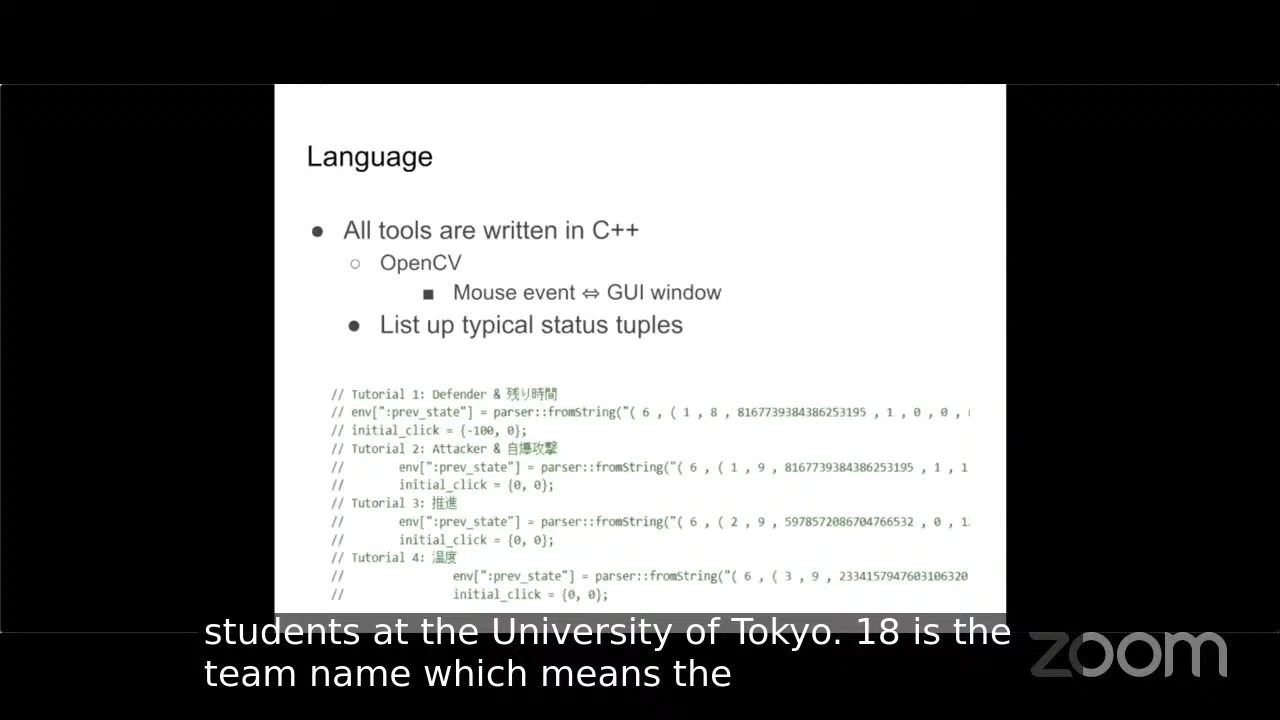 Language
● All tools are written in C++
○ OpenCV
■ Mouse event ⇔ GUI window
● List up typical status tuples
// Tutorial 1: Defender & 残り時間
// env[":prev_state"] = parser::fromString("( 6 , ( 1 , 8 , 8167739384386253195 , 1 , 0 , 0 ,
// initial_click = {-100, 0};
// Tutorial 2: Attacker & 自爆攻撃
// env[":prev_state"] = parser::fromString("( 6 , ( 1 , 9 , 8167739384386253195 , 1 , 1
// initial_click = {0, 0};
// Tutorial 3: 推進
// env[":prev_state"] = parser::fromString("( 6 , ( 2 , 9 , 5978572086704766532 , 0 ,
// initial_click = {0, 0};
// Tutorial 4: 温度
// env[":prev_state"] = parser::fromString("( 6 , ( 3 , 9 , 2334157947603106320
// initial_click = {0, 0};
students at the University of Tokyo. 18 is the
team name which means the
zoom